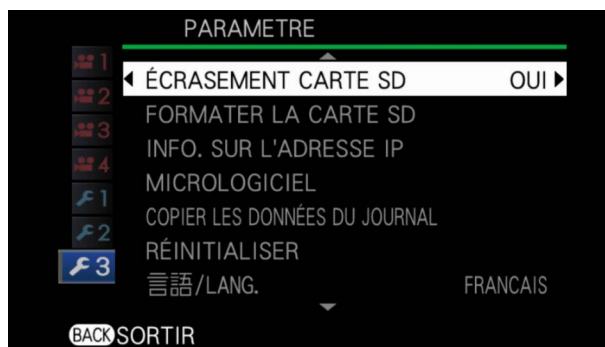 PARAMETRE
1
ÉCRASEMENT CARTE SD OUI
2
FORMATER LA CARTE SD
3
INFO. SUR L'ADRESSE IP
4
MICROLOGICIEL
1
COPIER LES DONNÉES DU JOURNAL
2
RÉINITIALISER
3
言語/LANG. FRANCAIS
BACK SORTIR